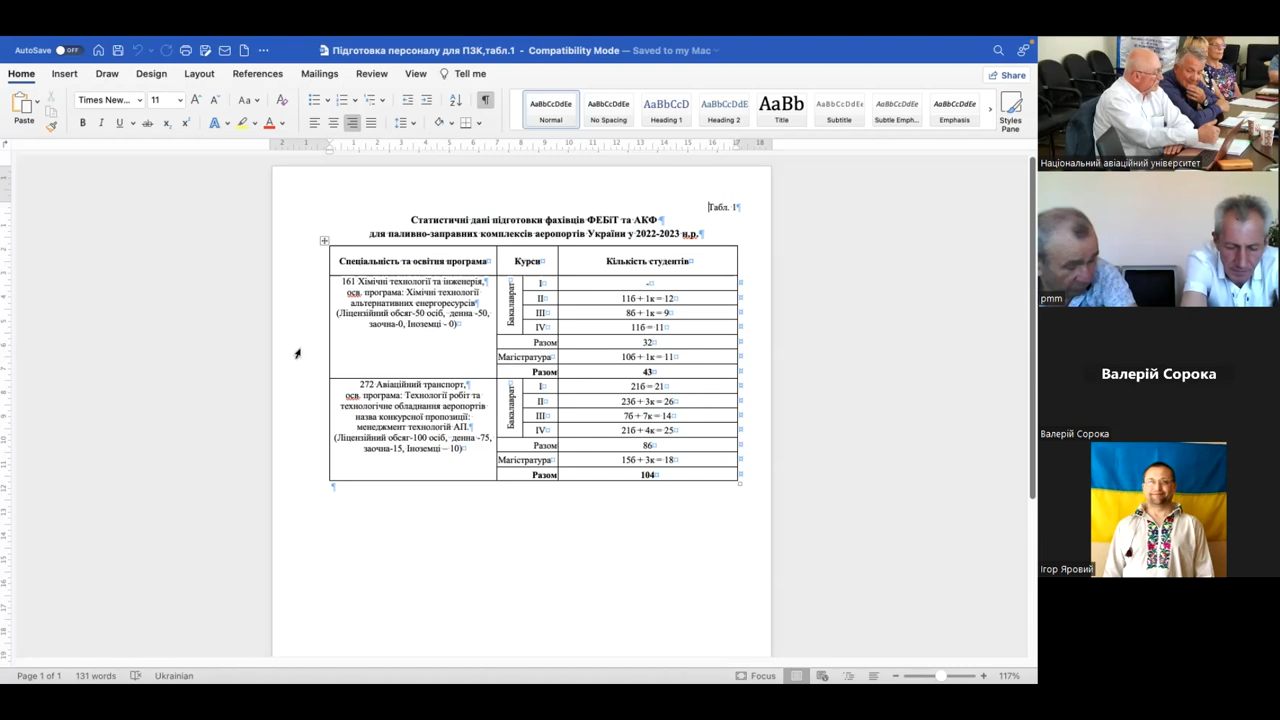 AutoSave OFF
Підготовка персоналу для ПЗК,табл.1 - Compatibility Mode — Saved to my Mac
Home Insert Draw Design Layout References Mailings Review View Tell me
Share
Paste
Times New... 11
AaBbCcDdEe AaBbCcDdEe AaBbCcD AaBbCcDdE AaBb AaBbCcDdEe AaBbCcDdEe AaBbCcDdEe
Normal No Spacing Heading 1 Heading 2 Title Subtitle Subtle Emph... Emphasis
Styles Pane
Табл. 1
Статистичні дані підготовки фахівців ФЕБіТ та АКФ
для паливно-заправних комплексів аеропортів України у 2022-2023 н.р.
Спеціальність та освітня програма Курси Кількість студентів
161 Хімічні технології та інженерія,
осв. програма: Хімічні технології
альтернативних енергоресурсів
(Ліцензійний обсяг-50 осіб, денна -50,
заочна-0, Іноземці - 0)
Бакалаврат
I -
II 11б + 1к = 12
III 8б + 1к = 9
IV 11б = 11
Разом 32
Магістратура 10б + 1к = 11
Разом 43
272 Авіаційний транспорт,
осв. програма: Технології робіт та
технологічне обладнання аеропортів
назва конкурсної пропозиції:
менеджмент технологій АП.
(Ліцензійний обсяг-100 осіб, денна -75,
заочна-15, Іноземці – 10)
Бакалаврат
I 21б = 21
II 23б + 3к = 26
III 7б + 7к = 14
IV 21б + 4к = 25
Разом 86
Магістратура 15б + 3к = 18
Разом 104
Page 1 of 1 131 words Ukrainian Focus 117%
Національний авіаційний університет
pmm
Валерій Сорока
Валерій Сорока
Ігор Яровий